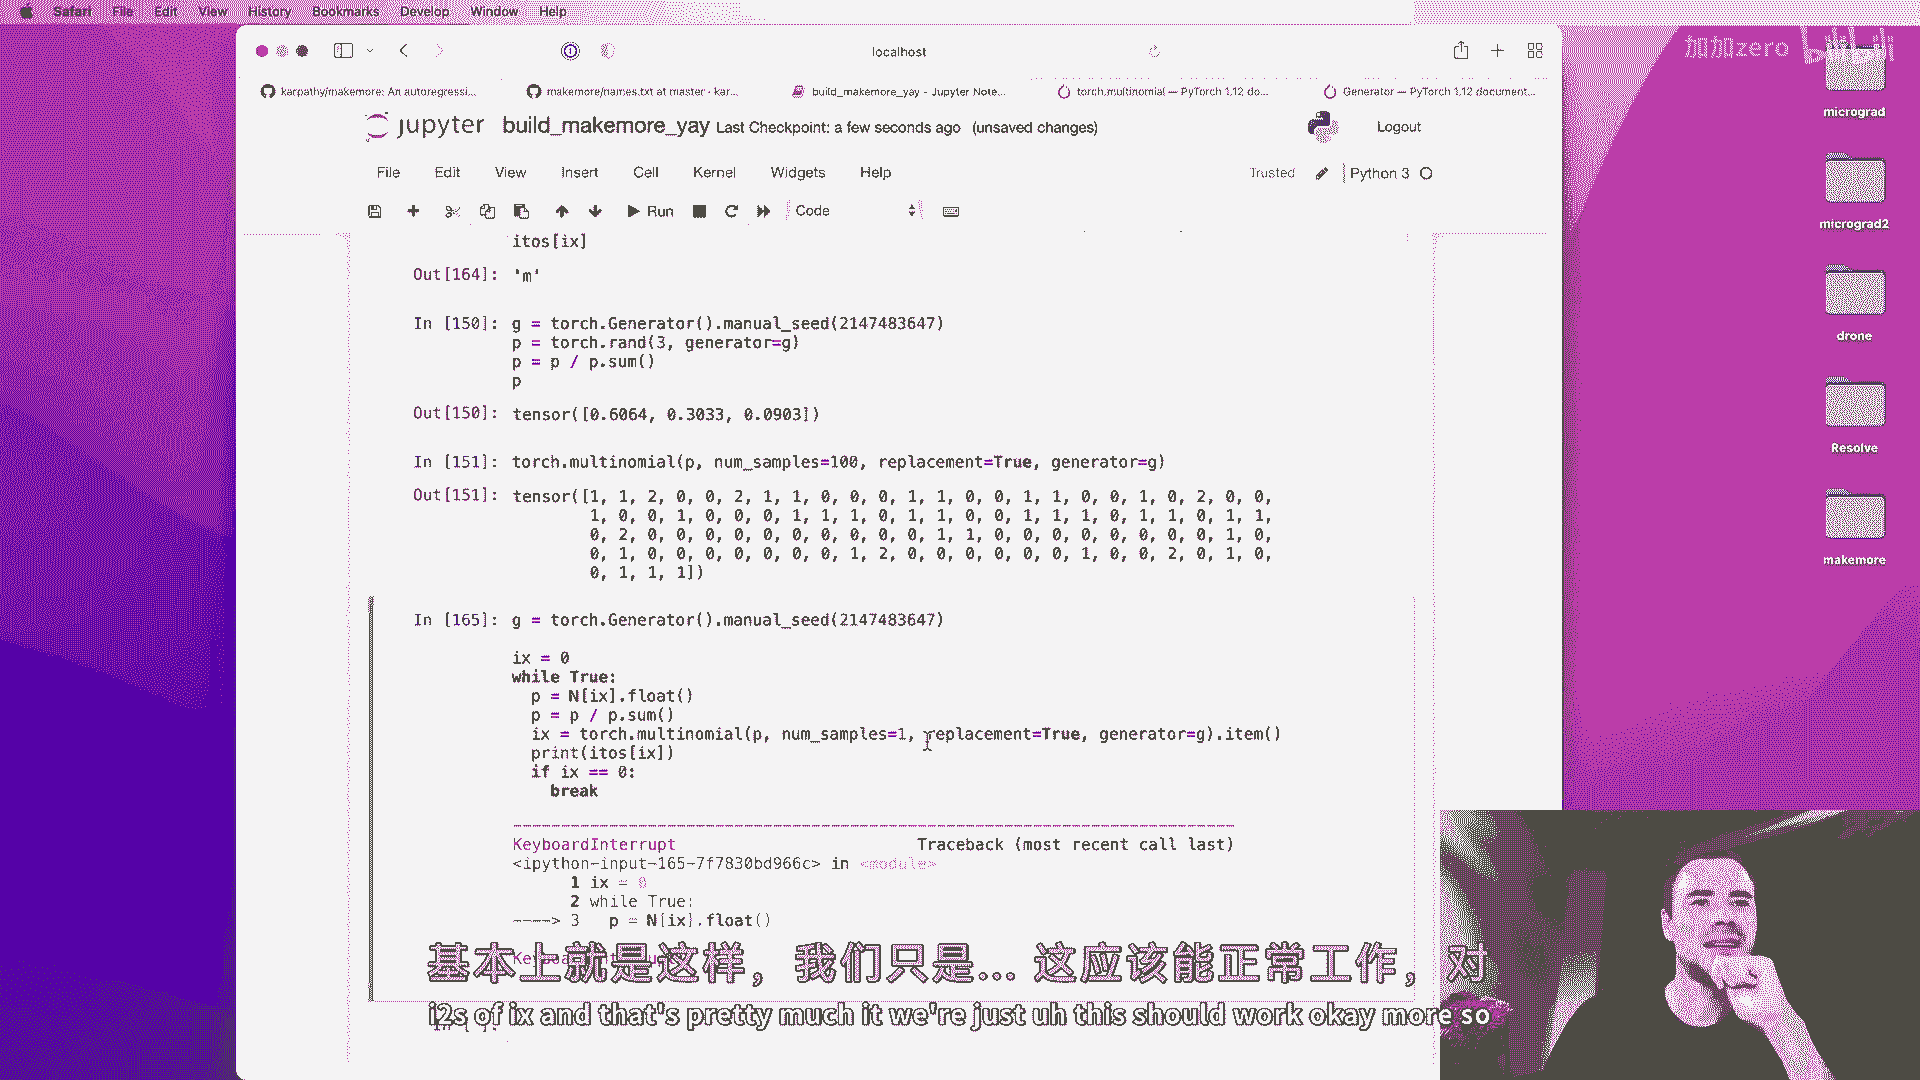 Safari File Edit View History Bookmarks Develop Window Help
加加zero
localhost
karpathy/makemore: An autoregressi...
makemore/names.txt at master · kar...
build_makemore_yay - Jupyter Note...
torch.multinomial — PyTorch 1.12 do...
Generator — PyTorch 1.12 document...
jupyter build_makemore_yay Last Checkpoint: a few seconds ago (unsaved changes)
Logout
File Edit View Insert Cell Kernel Widgets Help
Trusted Python 3
Run Code
itos[ix]
Out[164]: 'm'
In [150]: g = torch.Generator().manual_seed(2147483647)
p = torch.rand(3, generator=g)
p = p / p.sum()
p
Out[150]: tensor([0.6064, 0.3033, 0.0903])
In [151]: torch.multinomial(p, num_samples=100, replacement=True, generator=g)
Out[151]: tensor([1, 1, 2, 0, 0, 2, 1, 1, 0, 0, 0, 1, 1, 0, 0, 1, 1, 0, 0, 1, 0, 2, 0, 0,
1, 0, 0, 1, 0, 0, 0, 1, 1, 1, 0, 1, 1, 0, 0, 1, 1, 1, 0, 1, 1, 0, 1, 1,
0, 2, 0, 0, 0, 0, 0, 0, 0, 0, 0, 0, 1, 1, 0, 0, 0, 0, 0, 0, 0, 0, 1, 0,
0, 1, 0, 0, 0, 0, 0, 0, 0, 1, 2, 0, 0, 0, 0, 0, 0, 1, 0, 0, 2, 0, 1, 0,
0, 1, 1, 1])
In [165]: g = torch.Generator().manual_seed(2147483647)
ix = 0
while True:
p = N[ix].float()
p = p / p.sum()
ix = torch.multinomial(p, num_samples=1, replacement=True, generator=g).item()
print(itos[ix])
if ix == 0:
break
KeyboardInterrupt Traceback (most recent call last)
<ipython-input-165-7f7830bd966c> in <module>
1 ix = 0
2 while True:
----> 3 p = N[ix].float()
基本上就是这样，我们只是... 这应该能正常工作，对
i2s of ix and that's pretty much it we're just uh this should work okay more so
micrograd
micrograd2
drone
Resolve
makemore